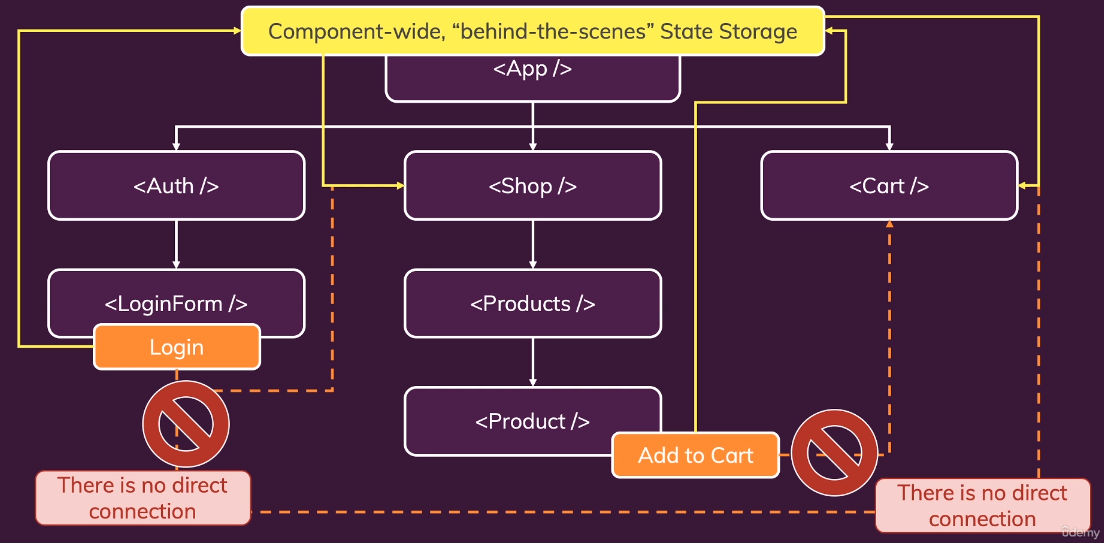 Component-wide, “behind-the-scenes” State Storage
<App />
<Auth />
<Shop />
<Cart />
<LoginForm />
<Products />
Login
<Product />
Add to Cart
There is no direct
connection
There is no direct
connection
ûdemy